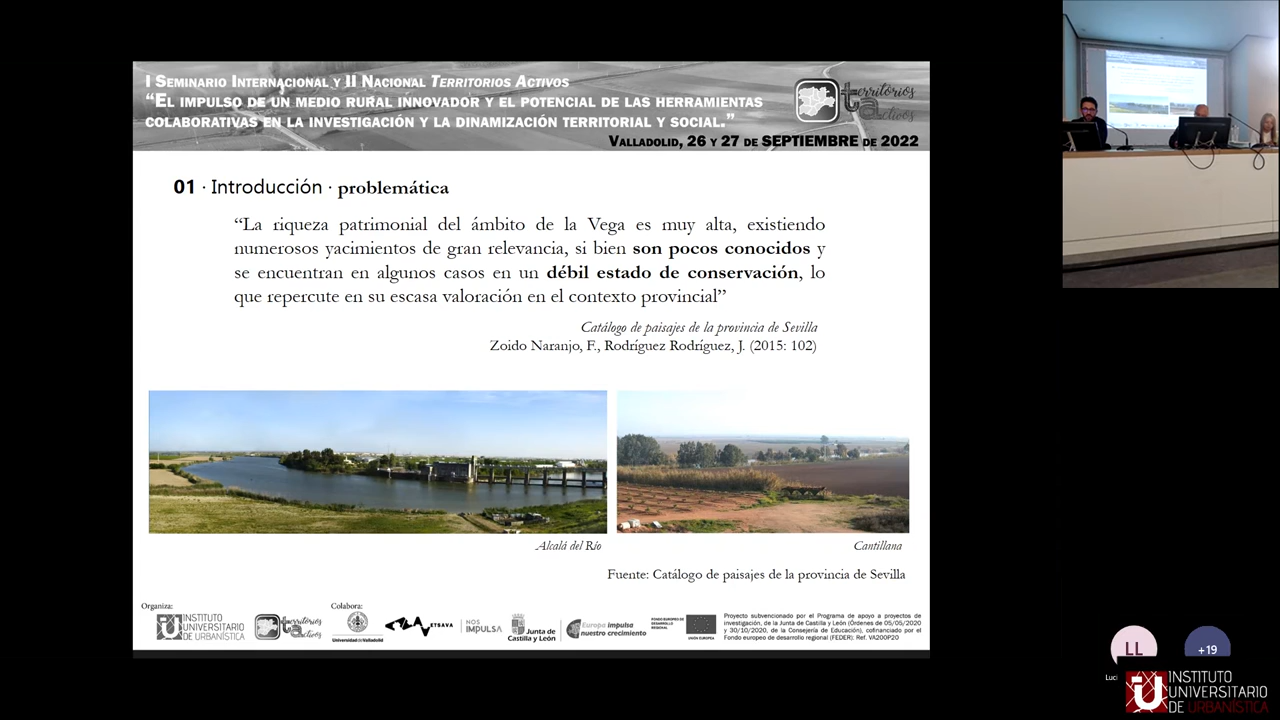 I Seminario Internacional y II Nacional Territorios Activos
“El impulso de un medio rural innovador y el potencial de las herramientas
colaborativas en la investigación y la dinamización territorial y social.”
Valladolid, 26 y 27 de septiembre de 2022
territorios
activos
01 · Introducción · problemática
“La riqueza patrimonial del ámbito de la Vega es muy alta, existiendo
numerosos yacimientos de gran relevancia, si bien son pocos conocidos y
se encuentran en algunos casos en un débil estado de conservación, lo
que repercute en su escasa valoración en el contexto provincial”
Catálogo de paisajes de la provincia de Sevilla
Zoido Naranjo, F., Rodríguez Rodríguez, J. (2015: 102)
Alcalá del Río
Cantillana
Fuente: Catálogo de paisajes de la provincia de Sevilla
Organiza:
INSTITUTO
UNIVERSITARIO
DE URBANÍSTICA
territorios
activos
Colabora:
Universidad de Valladolid
ETSAVA
NOS
IMPULSA
Junta de
Castilla y León
Europa impulsa
nuestro crecimiento
FONDO EUROPEO DE
DESARROLLO
REGIONAL
UNIÓN EUROPEA
Proyecto subvencionado por el Programa de apoyo a proyectos de
investigación, de la Junta de Castilla y León (Órdenes de 05/05/2020
y 30/10/2020, de la Consejería de Educación), cofinanciado por el
Fondo europeo de desarrollo regional (FEDER): Ref. VA200P20
LL
+19
Luci
INSTITUTO
UNIVERSITARIO
DE URBANÍSTICA